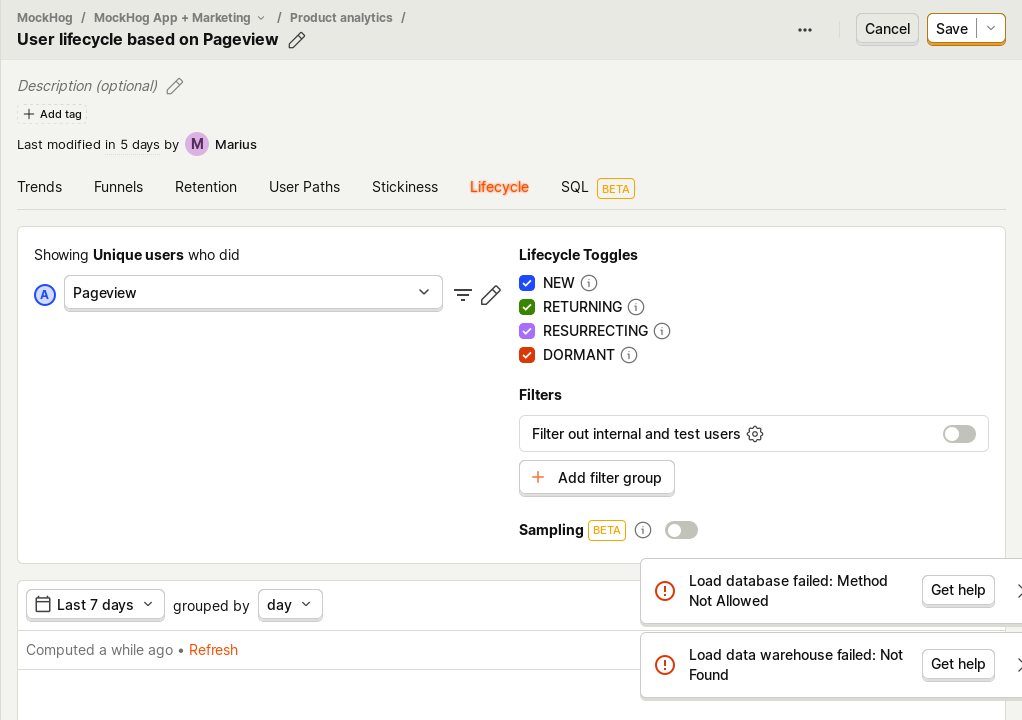 MockHog / MockHog App + Marketing / Product analytics /
User lifecycle based on Pageview
Cancel
Save
Description (optional)
Add tag
Last modified in 5 days by M Marius
Trends Funnels Retention User Paths Stickiness Lifecycle SQL BETA
Showing Unique users who did
A Pageview
Lifecycle Toggles
NEW
RETURNING
RESURRECTING
DORMANT
Filters
Filter out internal and test users
Add filter group
Sampling BETA
Last 7 days grouped by day
Computed a while ago • Refresh
Load database failed: Method
Not Allowed
Get help
Load data warehouse failed: Not
Found
Get help